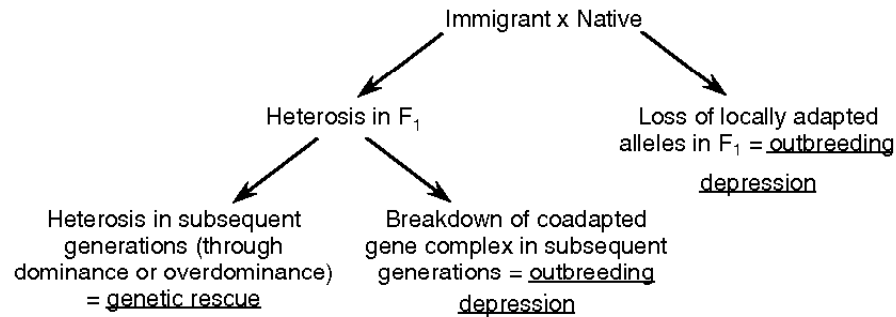 Immigrant x Native
Heterosis in F₁
Loss of locally adapted
alleles in F₁ = outbreeding
depression
Heterosis in subsequent
generations (through
dominance or overdominance)
= genetic rescue
Breakdown of coadapted
gene complex in subsequent
generations = outbreeding
depression